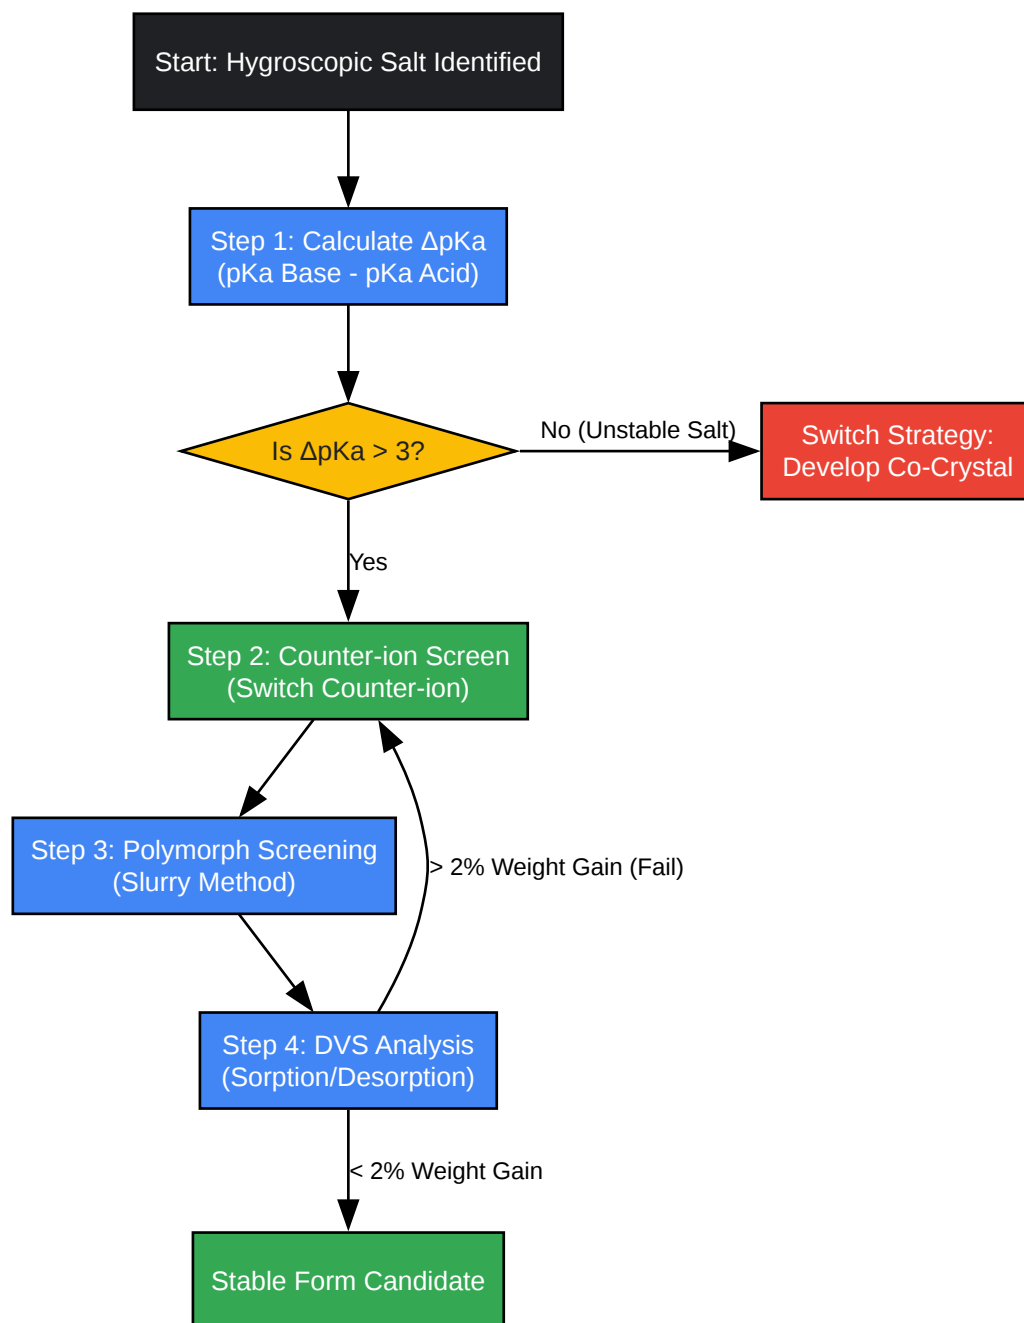 Start: Hygroscopic Salt Identified
Step 1: Calculate ΔpKa
(pKa Base - pKa Acid)
Is ΔpKa > 3?
No (Unstable Salt)
Switch Strategy:
Develop Co-Crystal
Yes
Step 2: Counter-ion Screen
(Switch Counter-ion)
Step 3: Polymorph Screening
(Slurry Method)
> 2% Weight Gain (Fail)
Step 4: DVS Analysis
(Sorption/Desorption)
< 2% Weight Gain
Stable Form Candidate